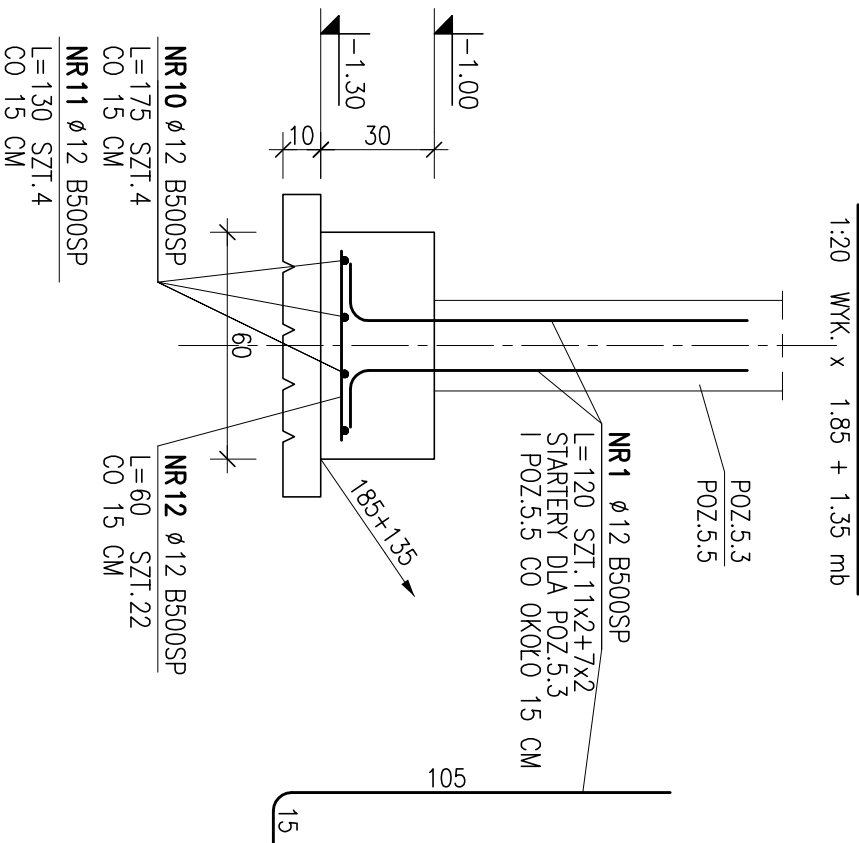 1:20 WYK. x 1.85 + 1.35 mb
POZ.5.3
POZ.5.5
NR1 ø12 B500SP
L=120 SZT.11x2+7x2
STARTERY DLA POZ.5.3
I POZ.5.5 CO OKOŁO 15 CM
105
15
-1.00
-1.30
30
10
60
185+135
NR10 ø12 B500SP
L=175 SZT.4
CO 15 CM
NR11 ø12 B500SP
L=130 SZT.4
CO 15 CM
NR12 ø12 B500SP
L=60 SZT.22
CO 15 CM